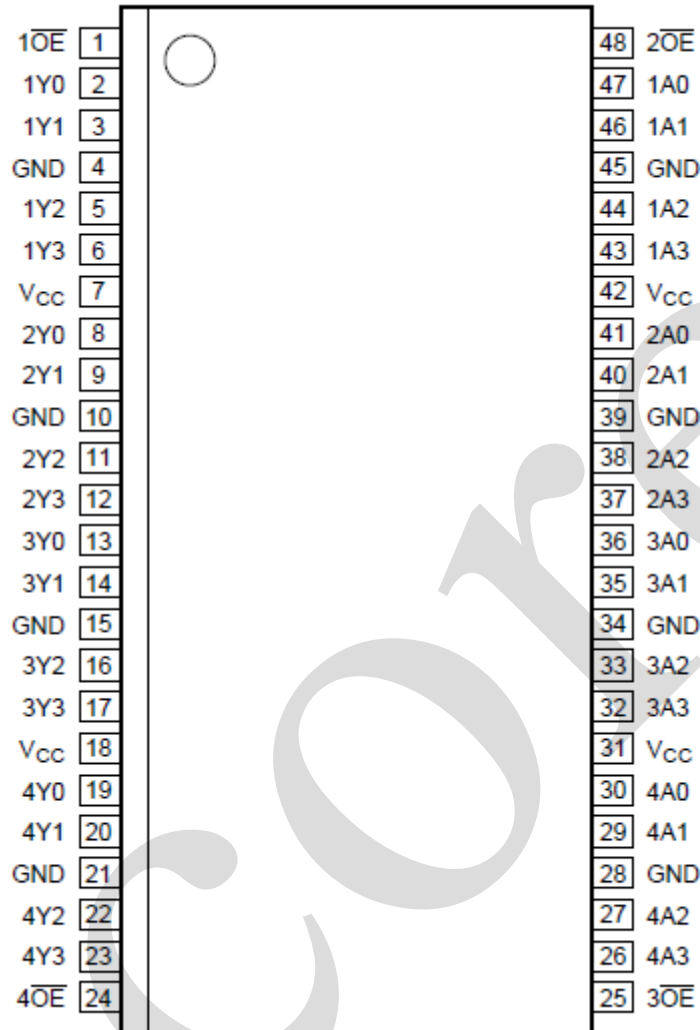 1O̅E̅ 1 48 2O̅E̅
1Y0 2 47 1A0
1Y1 3 46 1A1
GND 4 45 GND
1Y2 5 44 1A2
1Y3 6 43 1A3
VCC 7 42 VCC
2Y0 8 41 2A0
2Y1 9 40 2A1
GND 10 39 GND
2Y2 11 38 2A2
2Y3 12 37 2A3
3Y0 13 36 3A0
3Y1 14 35 3A1
GND 15 34 GND
3Y2 16 33 3A2
3Y3 17 32 3A3
VCC 18 31 VCC
4Y0 19 30 4A0
4Y1 20 29 4A1
GND 21 28 GND
4Y2 22 27 4A2
4Y3 23 26 4A3
4O̅E̅ 24 25 3O̅E̅